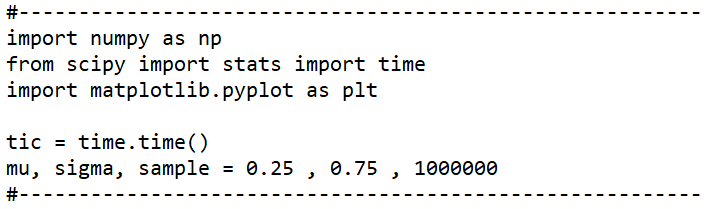 #---------------------------------------------------------
import numpy as np
from scipy import stats import time
import matplotlib.pyplot as plt
tic = time.time()
mu, sigma, sample = 0.25 , 0.75 , 1000000
#---------------------------------------------------------